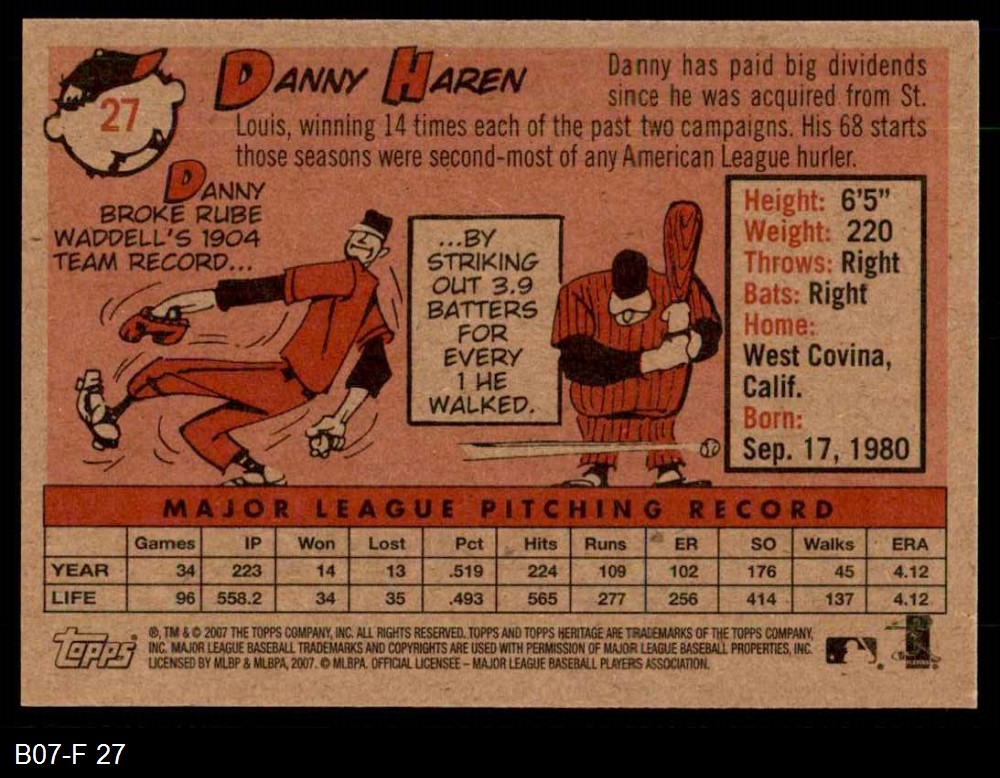 27
DANNY HAREN
Danny has paid big dividends
since he was acquired from St.
Louis, winning 14 times each of the past two campaigns. His 68 starts
those seasons were second-most of any American League hurler.
DANNY
BROKE RUBE
WADDELL'S 1904
TEAM RECORD...
...BY
STRIKING
OUT 3.9
BATTERS
FOR
EVERY
1 HE
WALKED.
Height: 6'5"
Weight: 220
Throws: Right
Bats: Right
Home:
West Covina,
Calif.
Born:
Sep. 17, 1980
MAJOR LEAGUE PITCHING RECORD
Games IP Won Lost Pct Hits Runs ER SO Walks ERA
YEAR 34 223 14 13 .519 224 109 102 176 45 4.12
LIFE 96 558.2 34 35 .493 565 277 256 414 137 4.12
topps®
®, TM & © 2007 THE TOPPS COMPANY, INC. ALL RIGHTS RESERVED. TOPPS AND TOPPS HERITAGE ARE TRADEMARKS OF THE TOPPS COMPANY,
INC. MAJOR LEAGUE BASEBALL TRADEMARKS AND COPYRIGHTS ARE USED WITH PERMISSION OF MAJOR LEAGUE BASEBALL PROPERTIES, INC.
LICENSED BY MLBP & MLBPA, 2007. © MLBPA. OFFICIAL LICENSEE – MAJOR LEAGUE BASEBALL PLAYERS ASSOCIATION.
B07-F 27